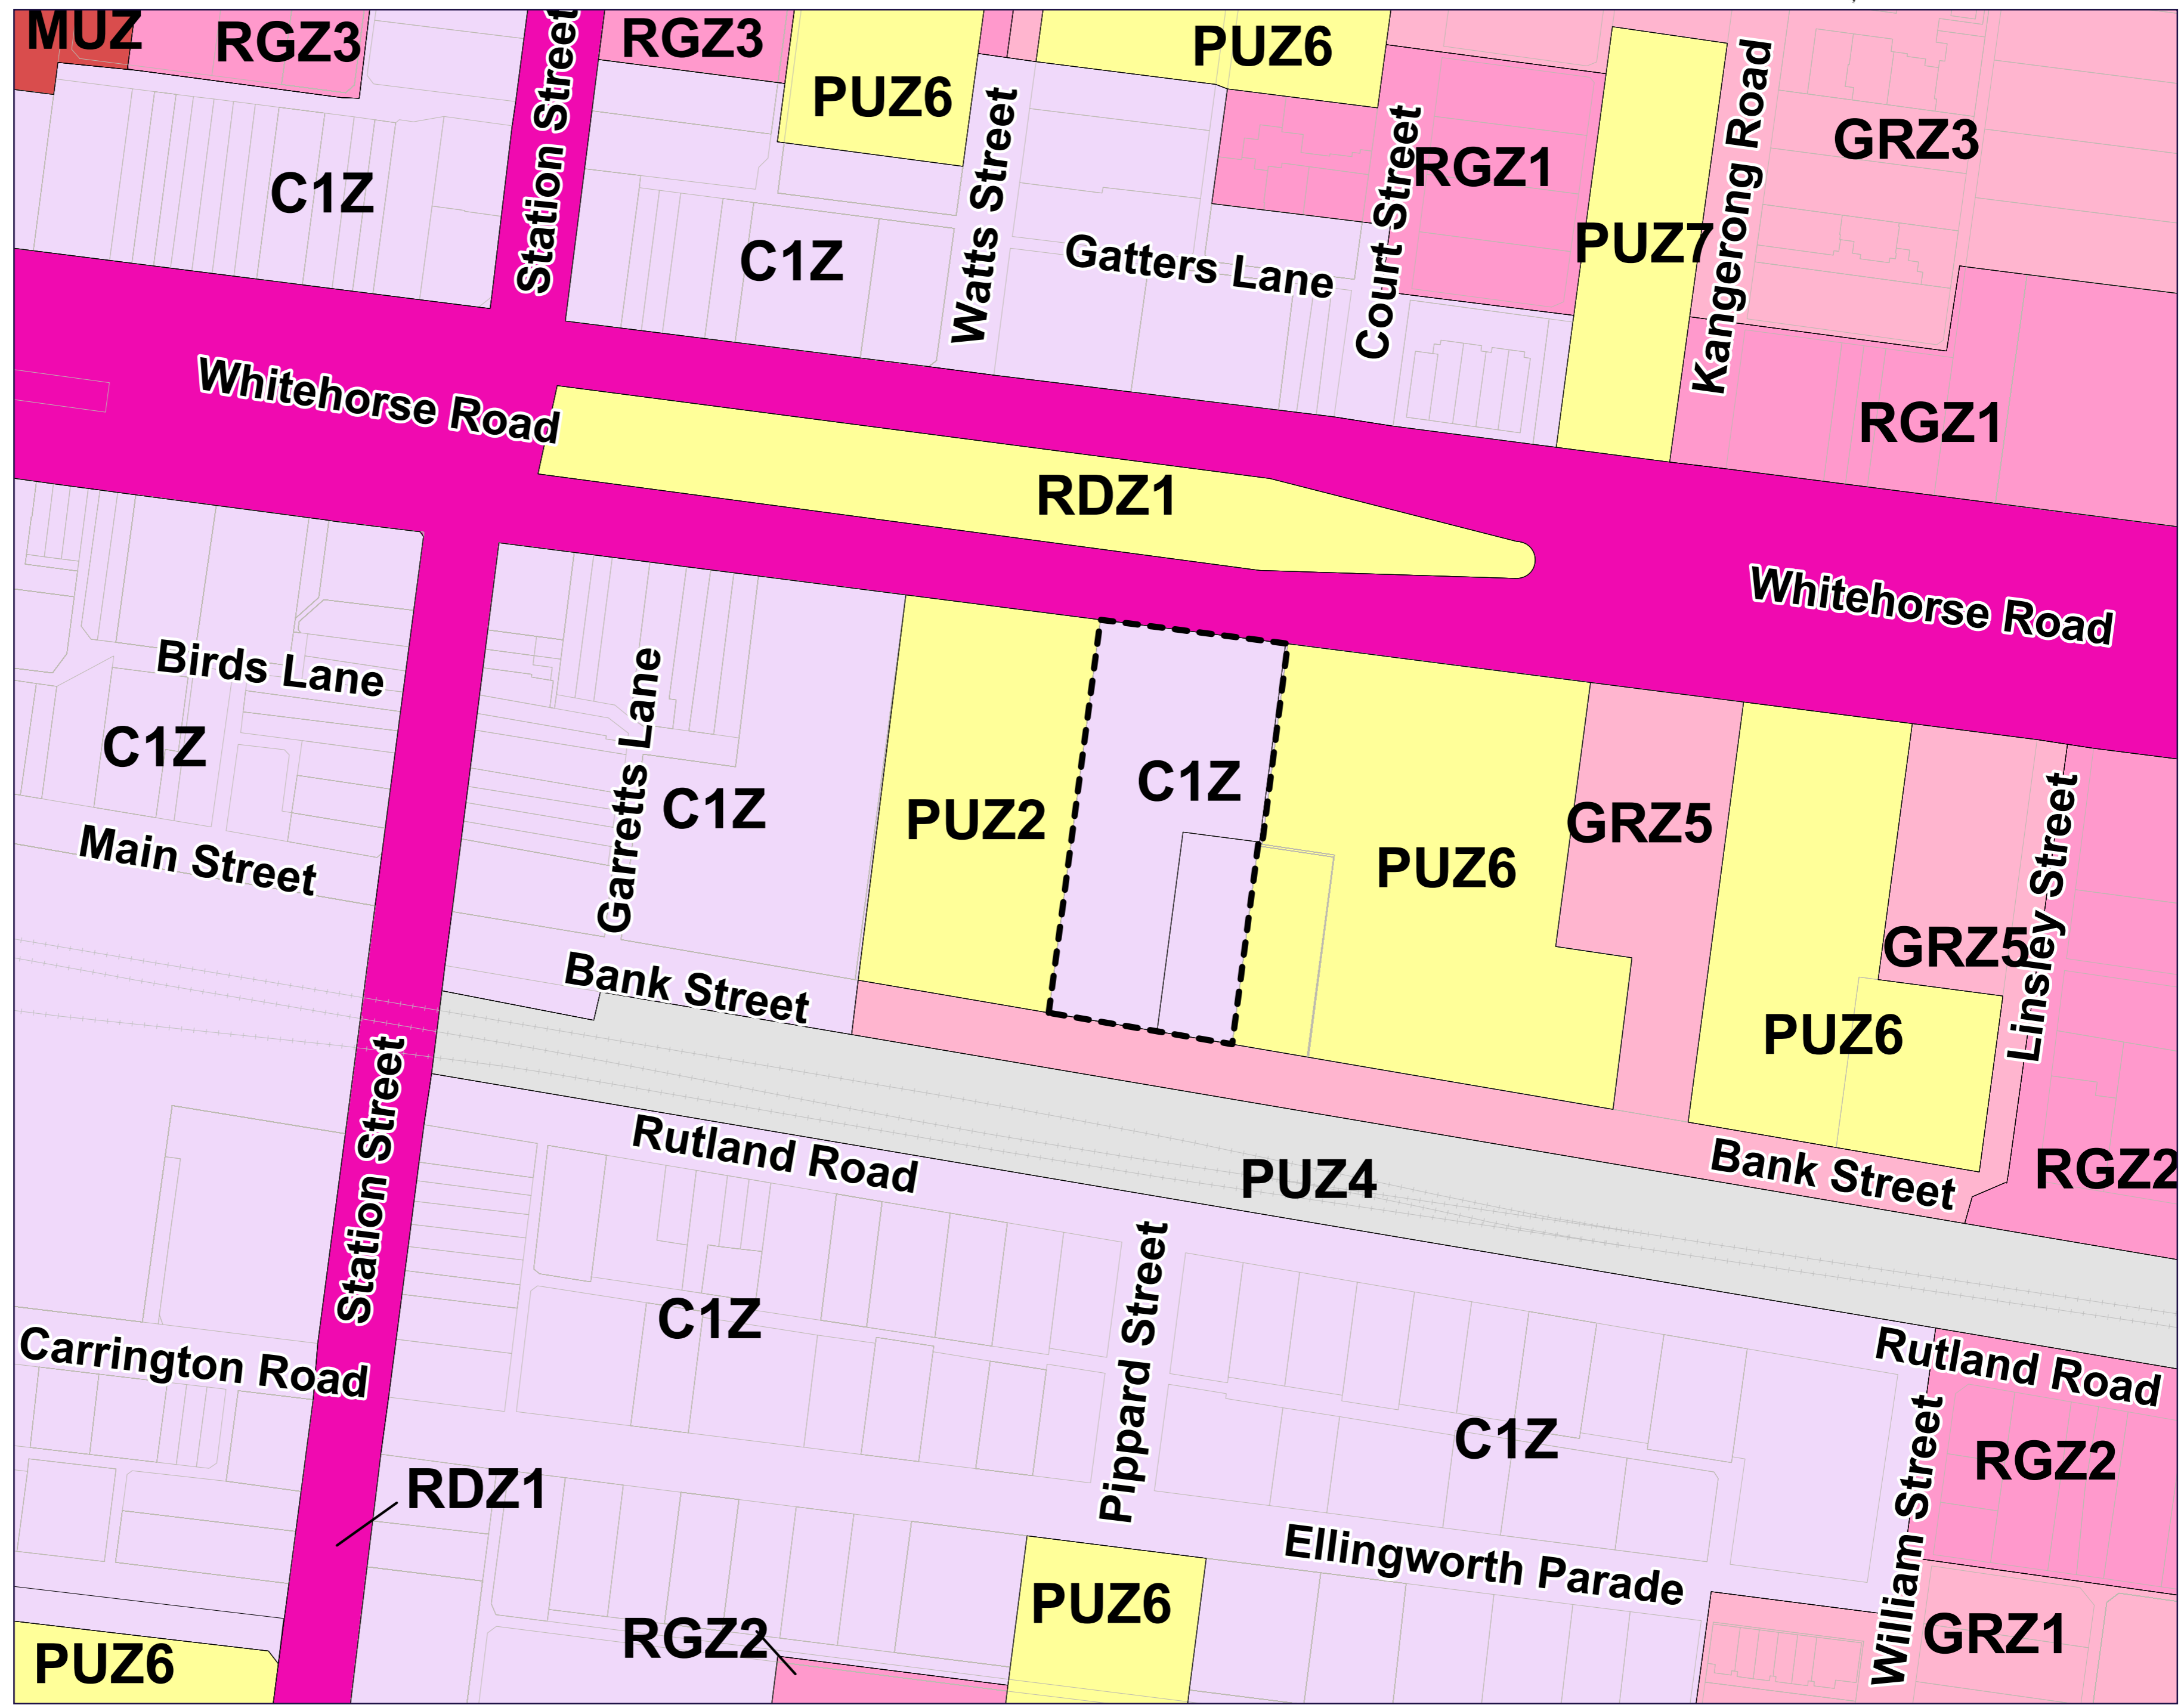 MUZ
RGZ3
Station Street
RGZ3
PUZ6
PUZ6
C1Z
C1Z
Watts Street
Gatters Lane
Court Street
RGZ1
PUZ7
Kangerong Road
GRZ3
RGZ1
Whitehorse Road
RDZ1
Whitehorse Road
Birds Lane
C1Z
Main Street
Garretts Lane
C1Z
PUZ2
C1Z
PUZ6
GRZ5
GRZ5
Linsley Street
PUZ6
Bank Street
Station Street
Rutland Road
PUZ4
Bank Street
RGZ2
Carrington Road
C1Z
Pippard Street
C1Z
Rutland Road
William Street
RGZ2
RDZ1
Ellingworth Parade
PUZ6
RGZ2
PUZ6
GRZ1